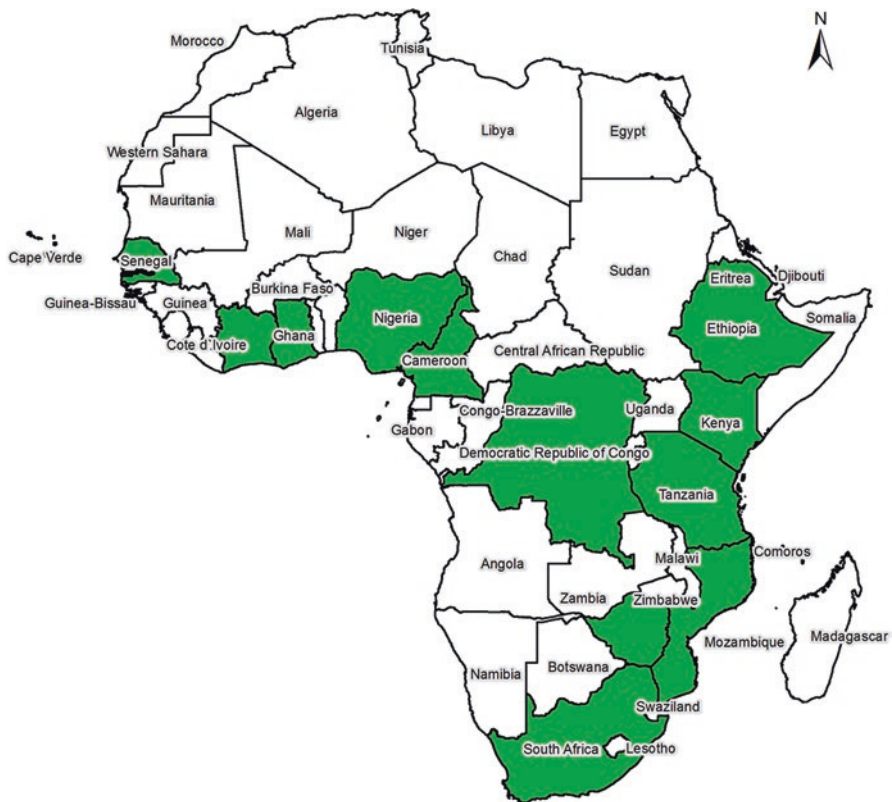 N
Morocco
Tunisia
Algeria
Libya
Egypt
Western Sahara
Mauritania
Mali
Niger
Chad
Sudan
Cape Verde
Senegal
Eritrea
Djibouti
Burkina Faso
Guinea-Bissau
Guinea
Somalia
Nigeria
Ethiopia
Cote d'Ivoire
Ghana
Cameroon
Central African Republic
Congo-Brazzaville
Uganda
Kenya
Gabon
Democratic Republic of Congo
Tanzania
Comoros
Malawi
Angola
Zambia
Zimbabwe
Mozambique
Madagascar
Namibia
Botswana
Swaziland
South Africa
Lesotho